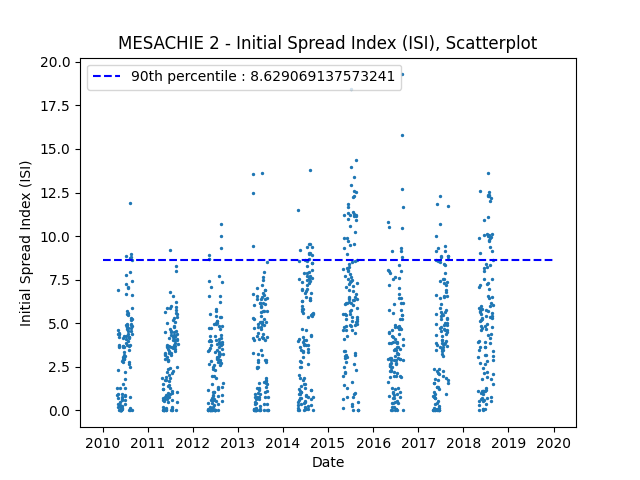 MESACHIE 2 - Initial Spread Index (ISI), Scatterplot
90th percentile : 8.629069137573241
20.0
17.5
15.0
12.5
10.0
7.5
5.0
2.5
0.0
Initial Spread Index (ISI)
2010 2011 2012 2013 2014 2015 2016 2017 2018 2019 2020
Date